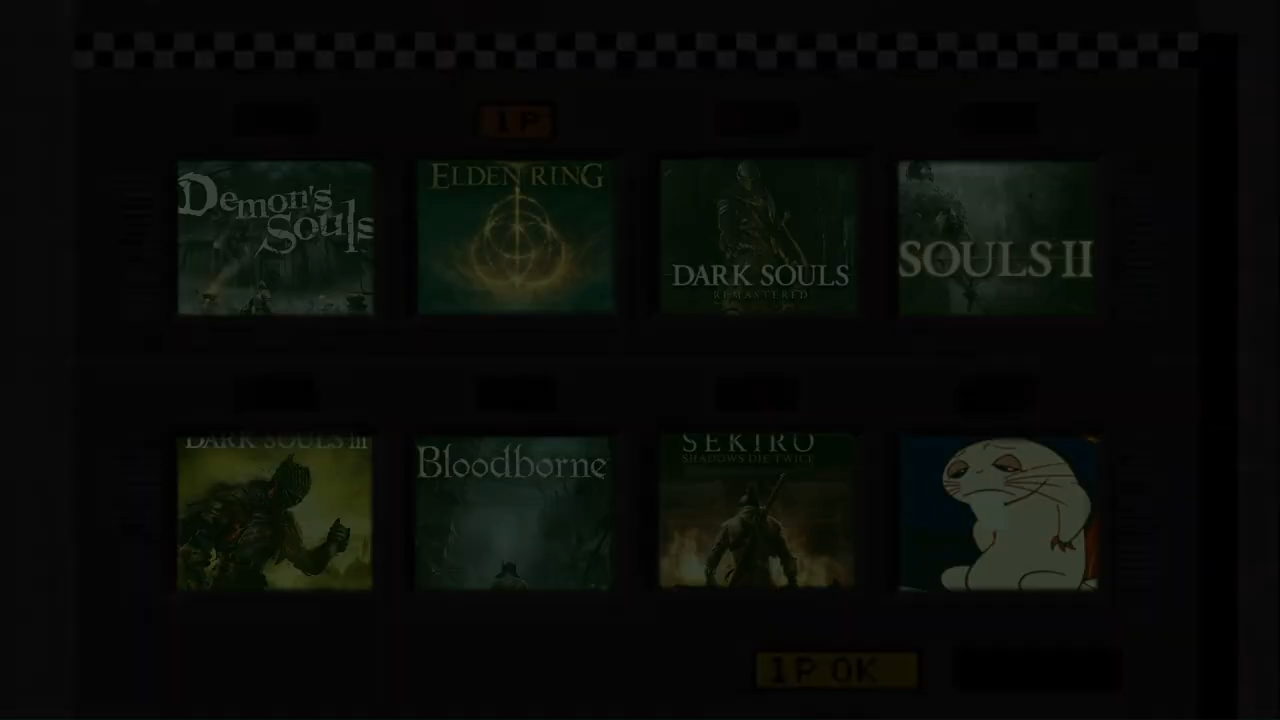 1P
Demon's
Souls
ELDEN RING
DARK SOULS
REMASTERED
SOULS II
DARK SOULS III
Bloodborne
SEKIRO
SHADOWS DIE TWICE
1P OK